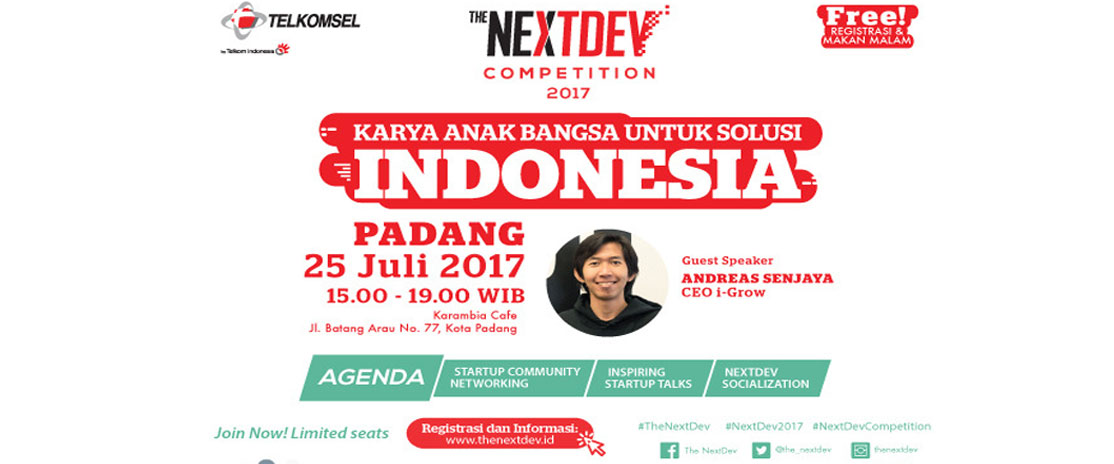 TELKOMSEL
by Telkom Indonesia
THE
NEXTDEV
COMPETITION
2017
Free!
REGISTRASI &
MAKAN MALAM
KARYA ANAK BANGSA UNTUK SOLUSI
INDONESIA
PADANG
25 Juli 2017
15.00 - 19.00 WIB
Karambia Cafe
Jl. Batang Arau No. 77, Kota Padang
Guest Speaker
ANDREAS SENJAYA
CEO i-Grow
AGENDA
STARTUP COMMUNITY
NETWORKING
INSPIRING
STARTUP TALKS
NEXTDEV
SOCIALIZATION
Join Now! Limited seats
Registrasi dan Informasi:
www.thenextdev.id
#TheNextDev #NextDev2017 #NextDevCompetition
The NextDev @the_nextdev thenextdev